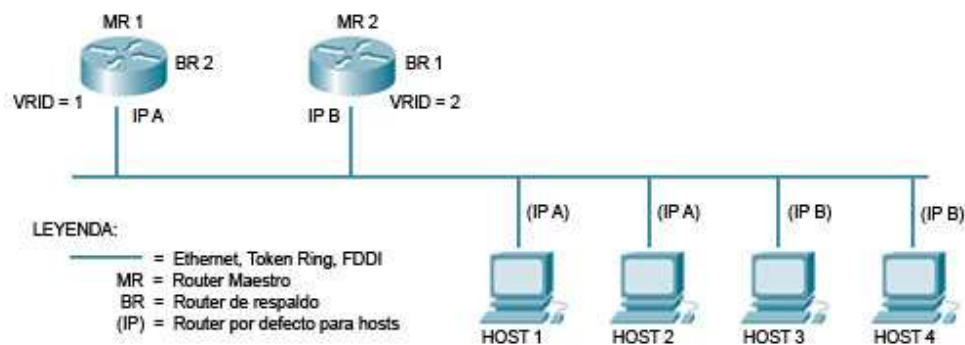 MR 1
MR 2
BR 2
BR 1
VRID = 1
IP A
IP B
VRID = 2
(IP A)
(IP A)
(IP B)
(IP B)
LEYENDA:
= Ethernet, Token Ring, FDDI
MR = Router Maestro
BR = Router de respaldo
(IP) = Router por defecto para hosts
HOST 1
HOST 2
HOST 3
HOST 4